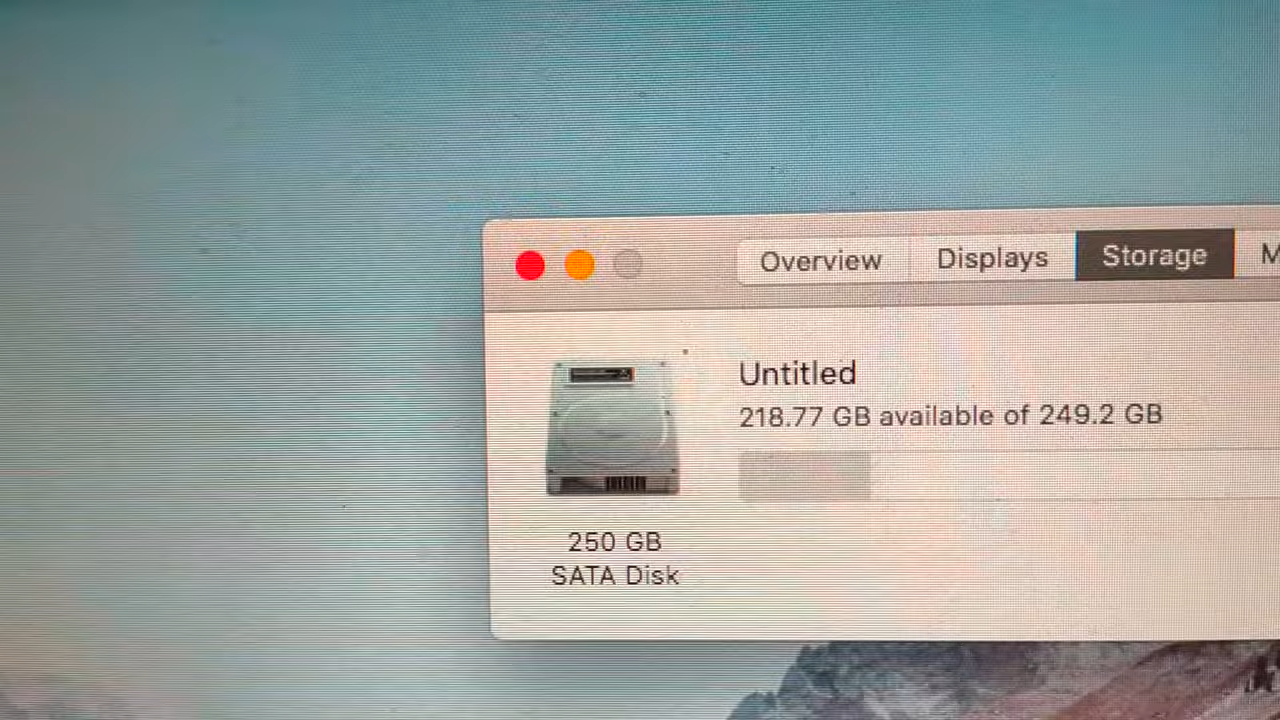 Overview Displays Storage
Untitled
218.77 GB available of 249.2 GB
250 GB
SATA Disk